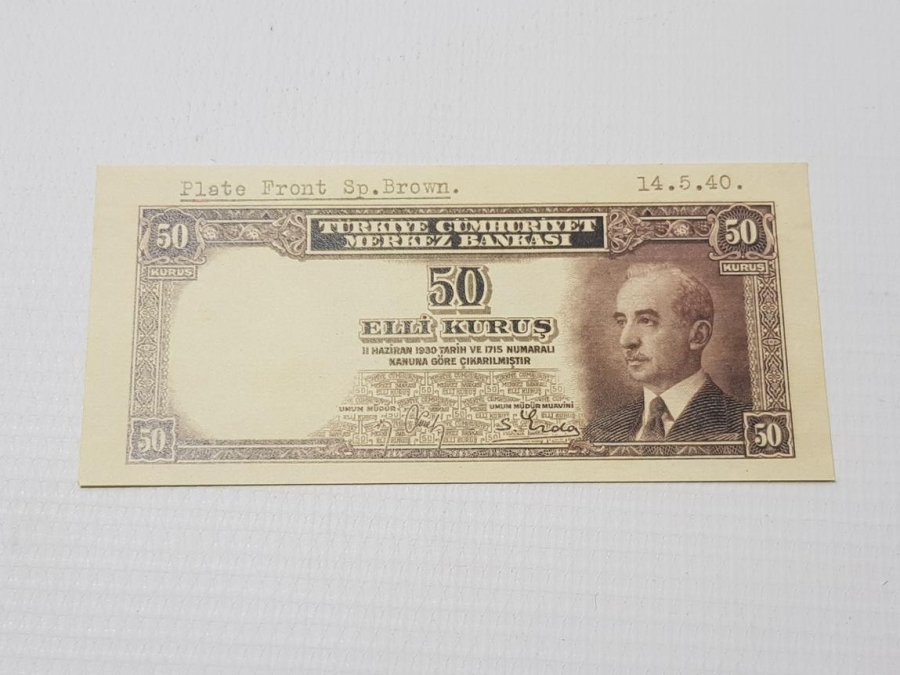 Plate Front Sp.Brown. 14.5.40.
TÜRKİYE CÜMHURİYET
MERKEZ BANKASI
50 50
KURUŞ KURUŞ
50
ELLİ KURUŞ
11 HAZİRAN 1930 TARİH VE 1715 NUMARALI
KANUNA GÖRE ÇIKARILMIŞTIR
UMUM MÜDÜR UMUM MÜDÜR MUAVİNİ
50 50